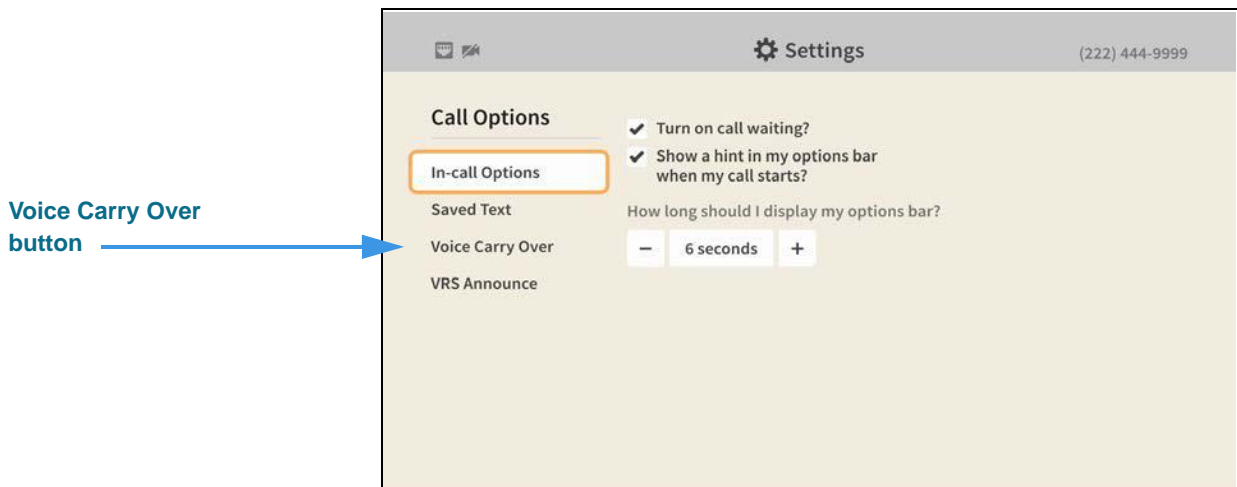 Settings
(222) 444-9999
Call Options
In-call Options
Saved Text
Voice Carry Over
VRS Announce
Turn on call waiting?
Show a hint in my options bar
when my call starts?
How long should I display my options bar?
− 6 seconds +
Voice Carry Over
button